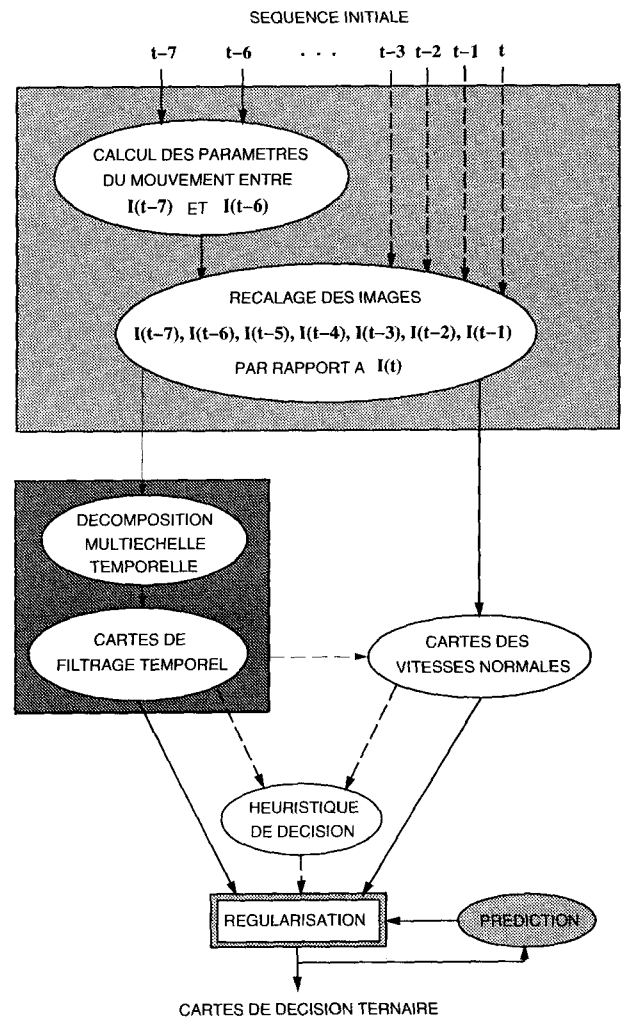 SEQUENCE INITIALE
t–7 t–6 . . . t–3 t–2 t–1 t
CALCUL DES PARAMETRES
DU MOUVEMENT ENTRE
I(t–7) ET I(t–6)
RECALAGE DES IMAGES
I(t–7), I(t–6), I(t–5), I(t–4), I(t–3), I(t–2), I(t–1)
PAR RAPPORT A I(t)
DECOMPOSITION
MULTIECHELLE
TEMPORELLE
CARTES DE
FILTRAGE TEMPOREL
CARTES DES
VITESSES NORMALES
HEURISTIQUE
DE DECISION
REGULARISATION
PREDICTION
CARTES DE DECISION TERNAIRE